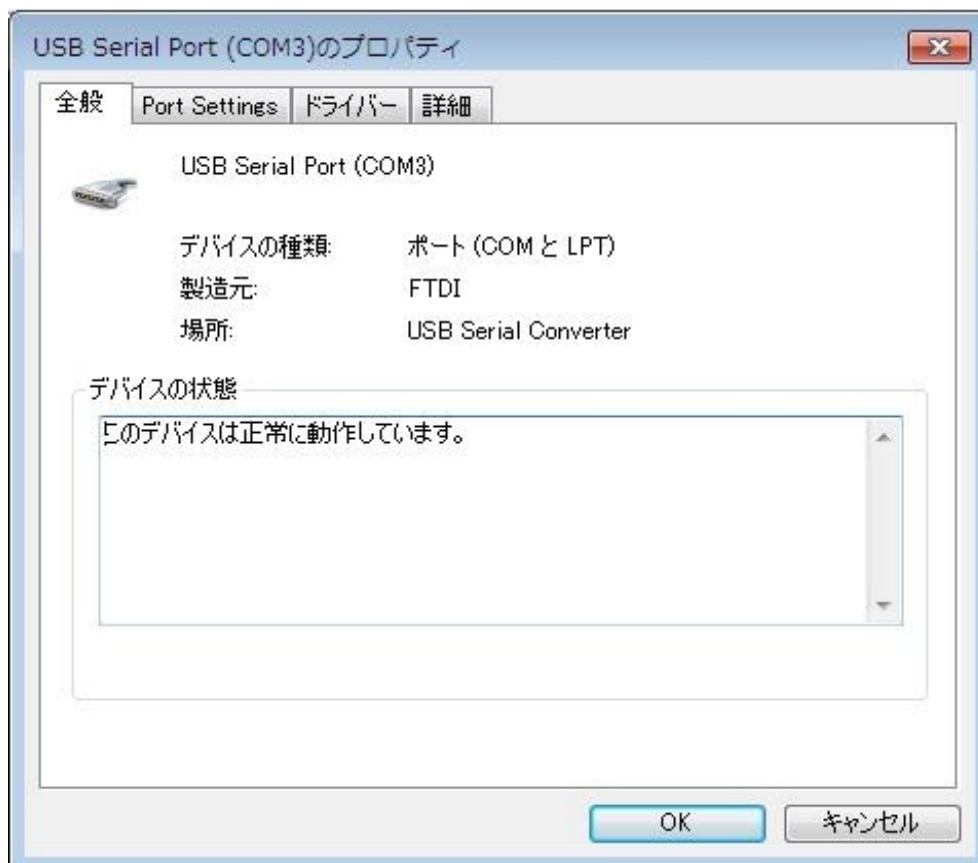 USB Serial Port (COM3)のプロパティ
全般 Port Settings ドライバー 詳細
USB Serial Port (COM3)
デバイスの種類: ポート (COM と LPT)
製造元: FTDI
場所: USB Serial Converter
デバイスの状態
このデバイスは正常に動作しています。
OK キャンセル